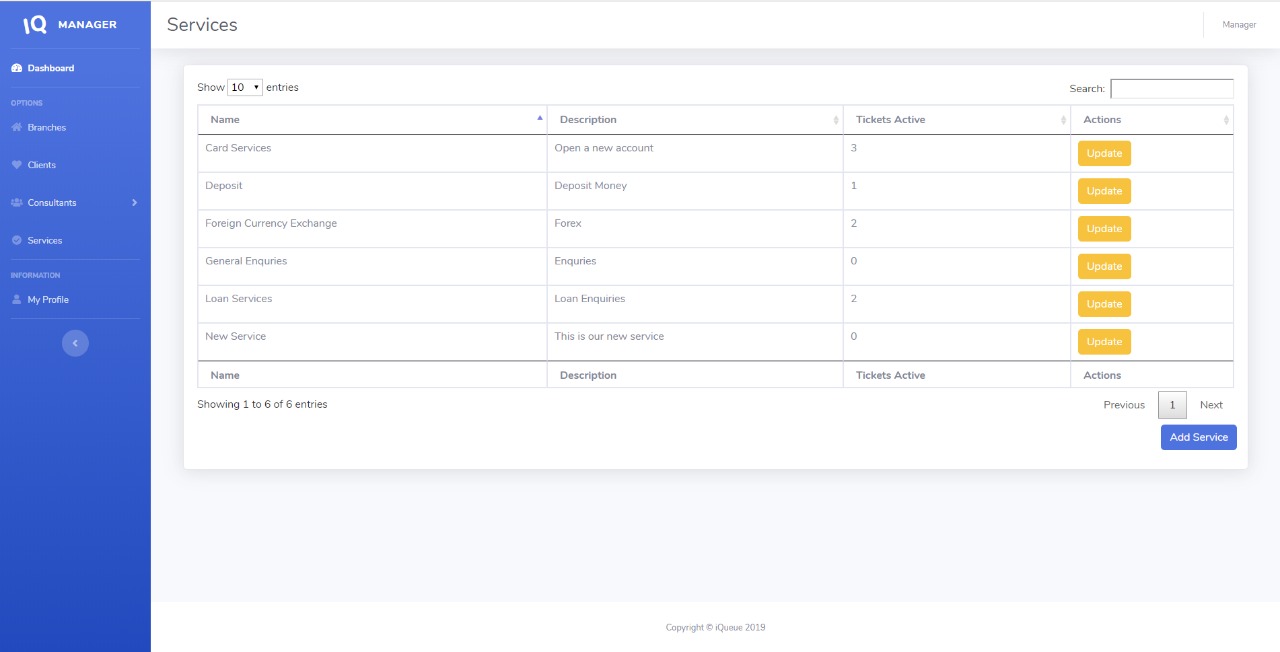 iQ MANAGER
Services
Manager
Dashboard
OPTIONS
Branches
Clients
Consultants
Services
INFORMATION
My Profile
Show 10 entries
Search:
Name Description Tickets Active Actions
Card Services Open a new account 3 Update
Deposit Deposit Money 1 Update
Foreign Currency Exchange Forex 2 Update
General Enquries Enquries 0 Update
Loan Services Loan Enquiries 2 Update
New Service This is our new service 0 Update
Name Description Tickets Active Actions
Showing 1 to 6 of 6 entries
Previous 1 Next
Add Service
Copyright © iQueue 2019